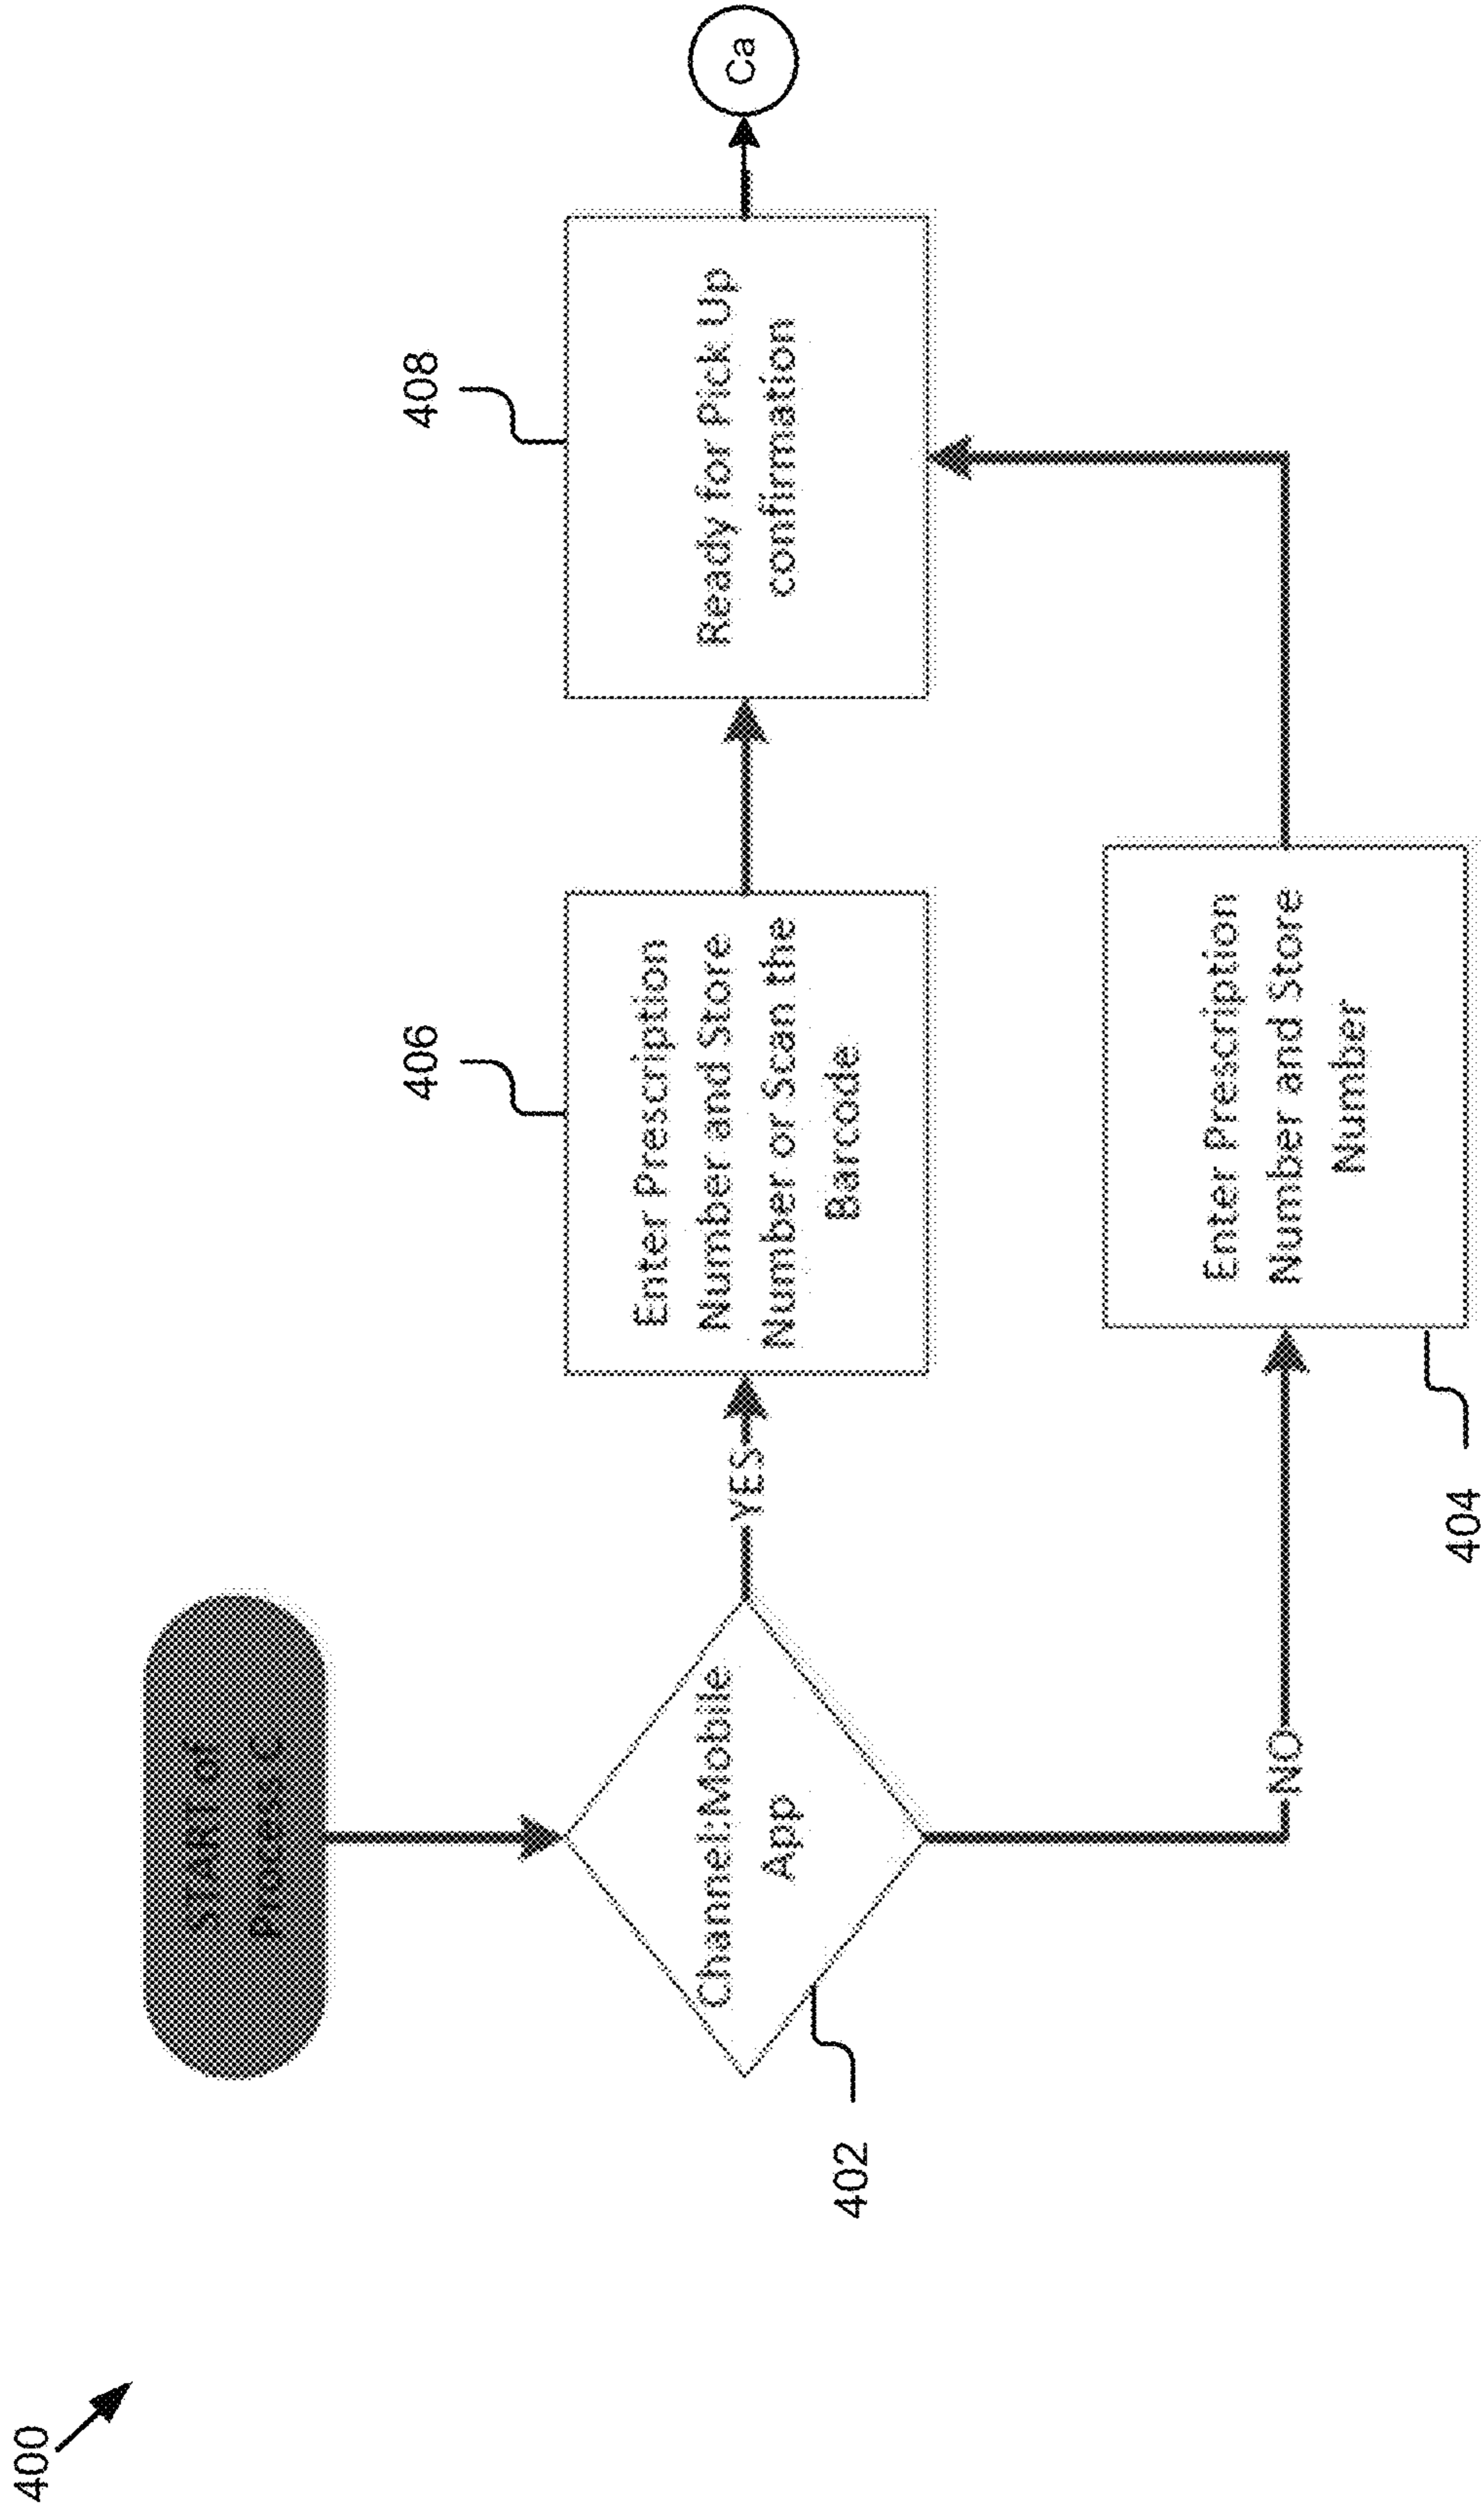 400
START of
Process C
402
Channel:Mobile
App
YES
NO
406
Enter Prescription
Number and Store
Number or Scan the
Barcode
404
Enter Prescription
Number and Store
Number
408
Ready for Pick Up
confirmation
Ca